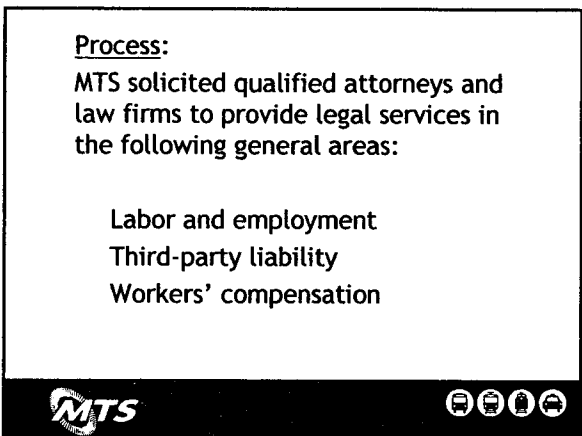 Process:
MTS solicited qualified attorneys and
law firms to provide legal services in
the following general areas:
Labor and employment
Third-party liability
Workers' compensation
MTS